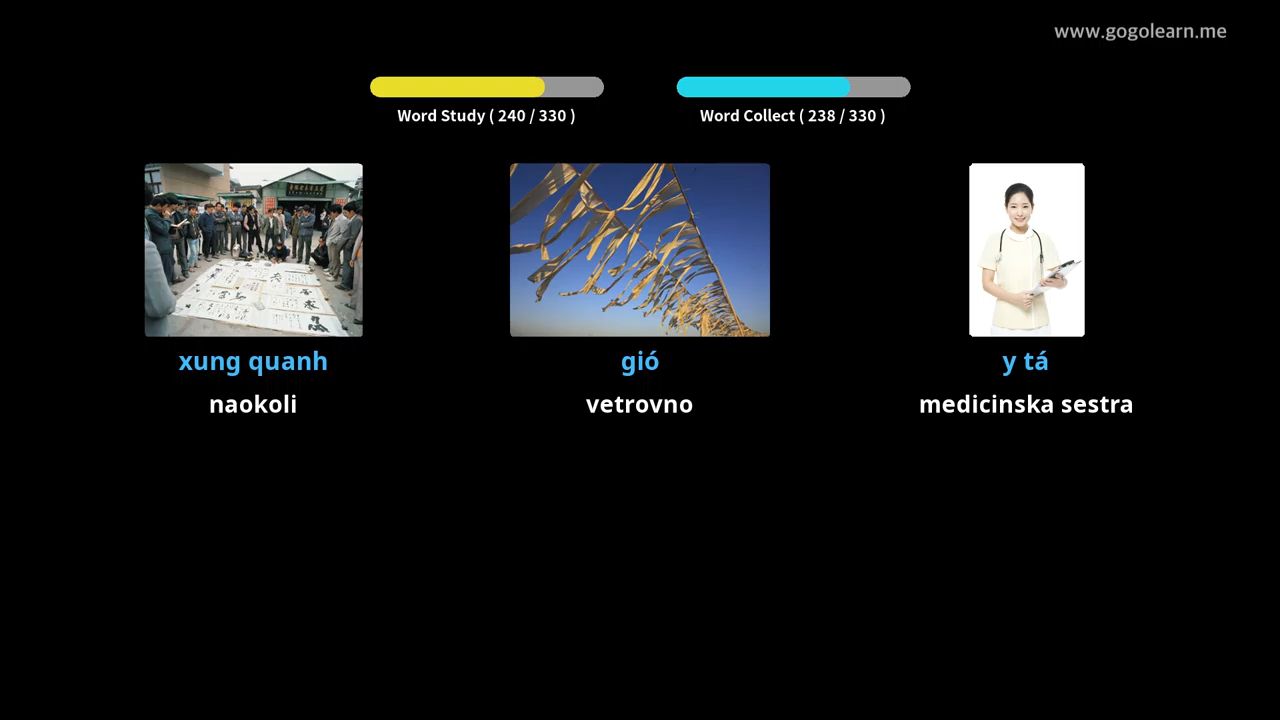 www.gogolearn.me
Word Study ( 240 / 330 )
Word Collect ( 238 / 330 )
xung quanh
gió
y tá
naokoli
vetrovno
medicinska sestra